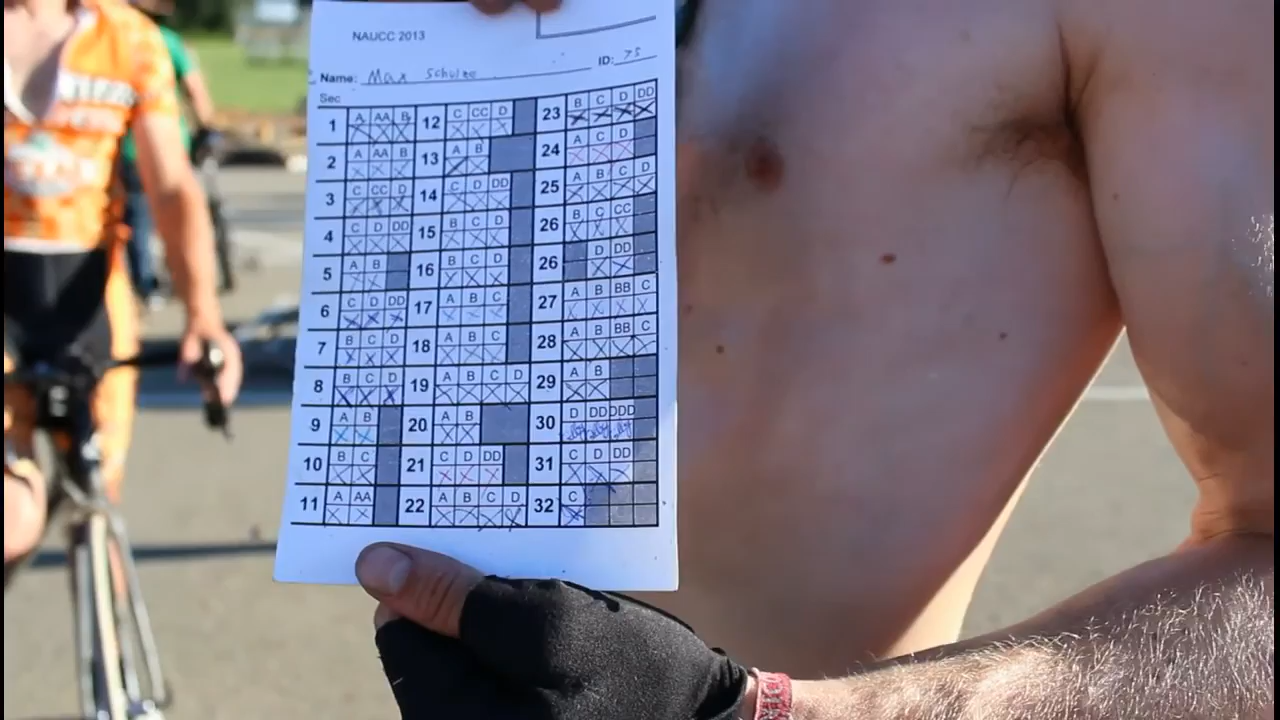 NAUCC 2013
Name: Max Schulze ID: 75
Sec
1 A AA B 12 C CC D 23 B C D DD
2 A AA B 13 A B 24 A C D
3 C CC D 14 C D DD 25 A B C D
4 C D DD 15 B C D 26 B C CC
5 A B 16 B C D 26 D DD
6 C D DD 17 A B C 27 A B BB C
7 B C D 18 A B C 28 A B BB C
8 B C D 19 A B C D 29 A B
9 A B 20 A B 30 D DD DDD
10 B C 21 C D DD 31 C D DD
11 A AA 22 A B C D 32 C